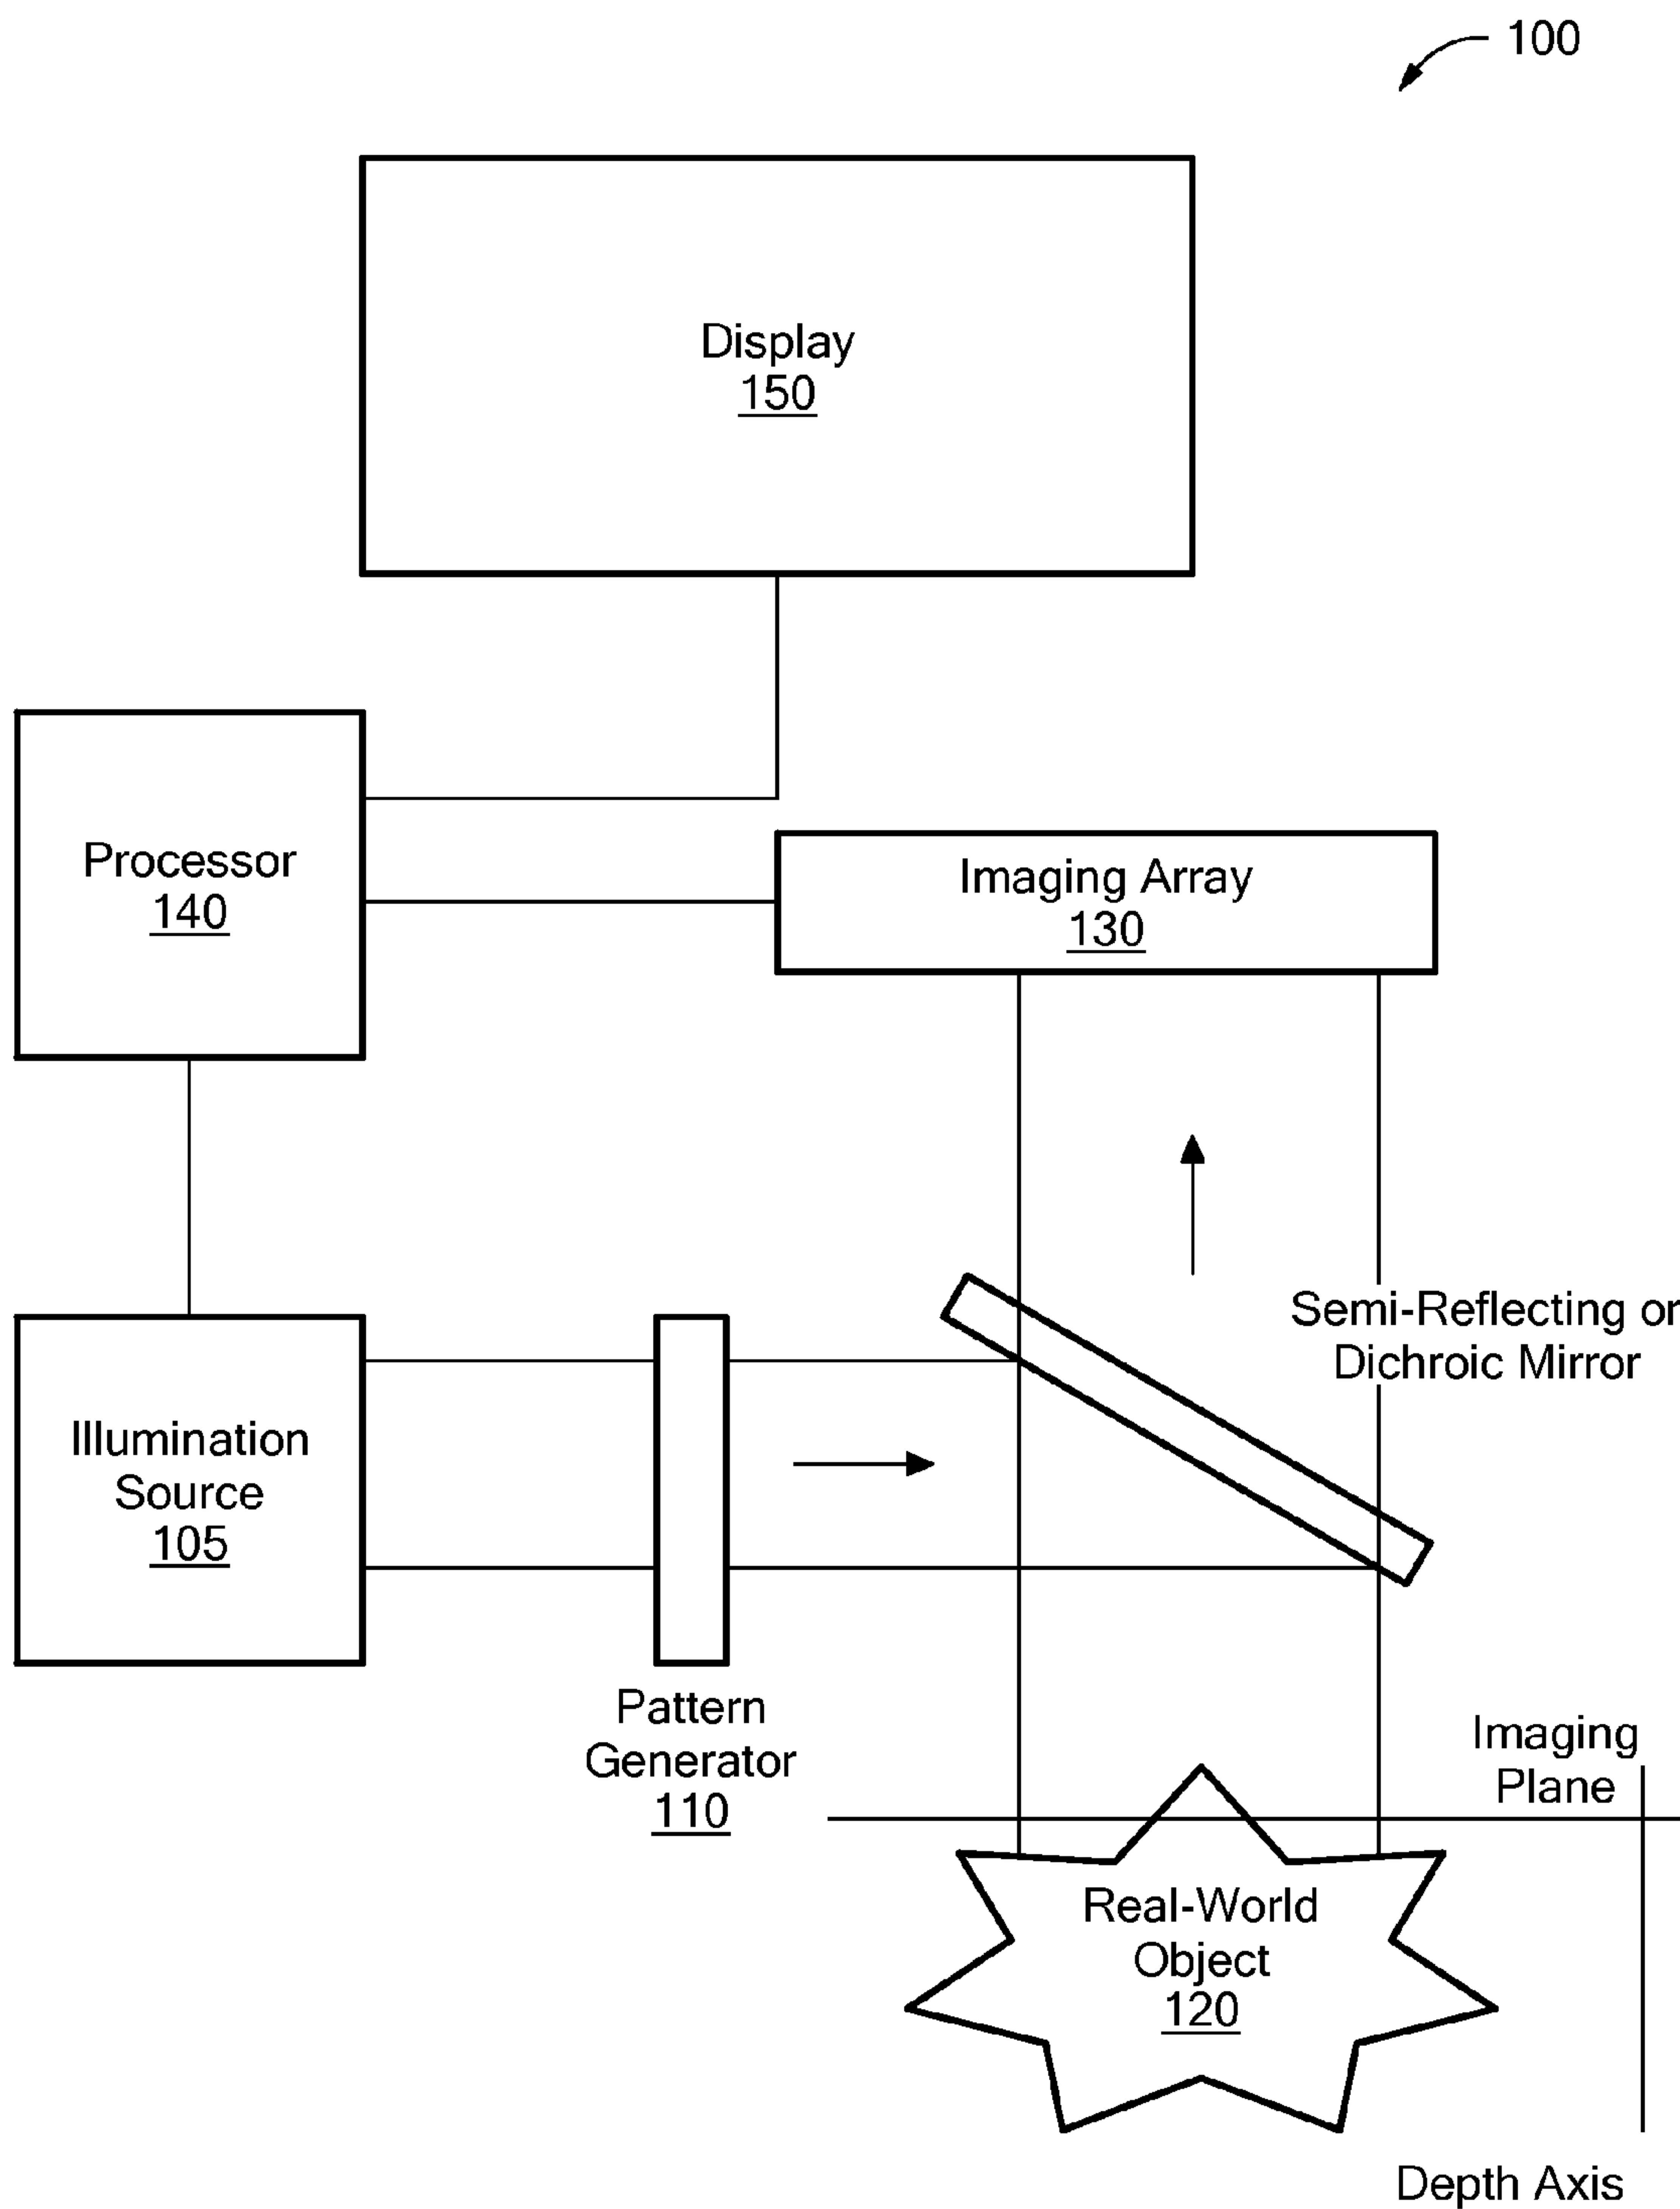 100
Display
150
Processor
140
Imaging Array
130
Semi-Reflecting or
Dichroic Mirror
Illumination
Source
105
Pattern
Generator
110
Imaging
Plane
Real-World
Object
120
Depth Axis